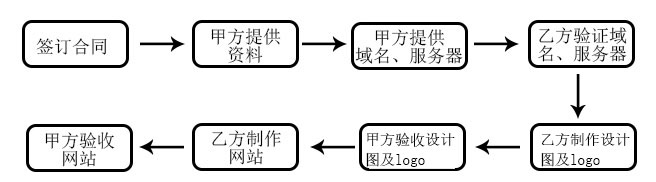 签订合同
甲方提供
资料
甲方提供
域名、服务器
乙方验证域
名、服务器
乙方制作设计
图及logo
甲方验收设计
图及logo
乙方制作
网站
甲方验收
网站